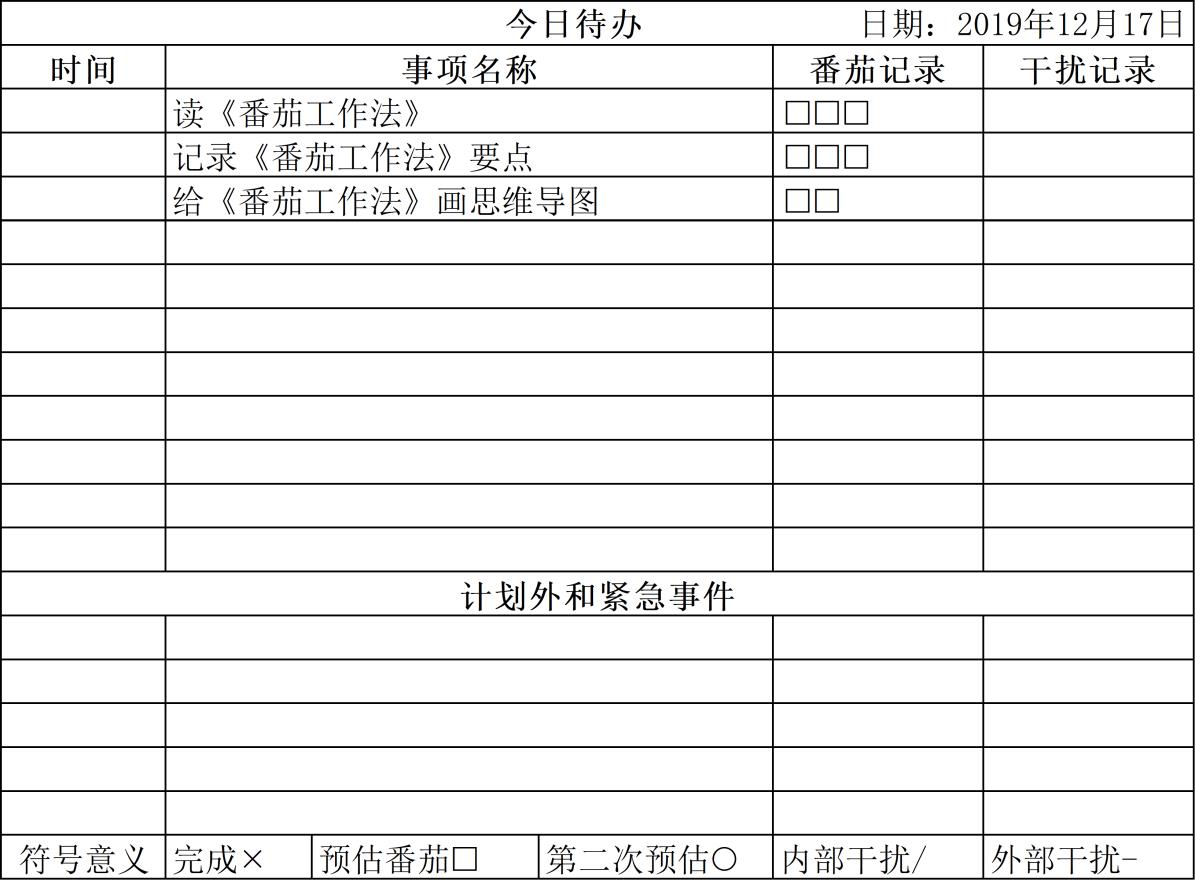 今日待办 日期：2019年12月17日
时间 事项名称 番茄记录 干扰记录
读《番茄工作法》 □□□
记录《番茄工作法》要点 □□□
给《番茄工作法》画思维导图 □□
计划外和紧急事件
符号意义 完成× 预估番茄□ 第二次预估○ 内部干扰/ 外部干扰-